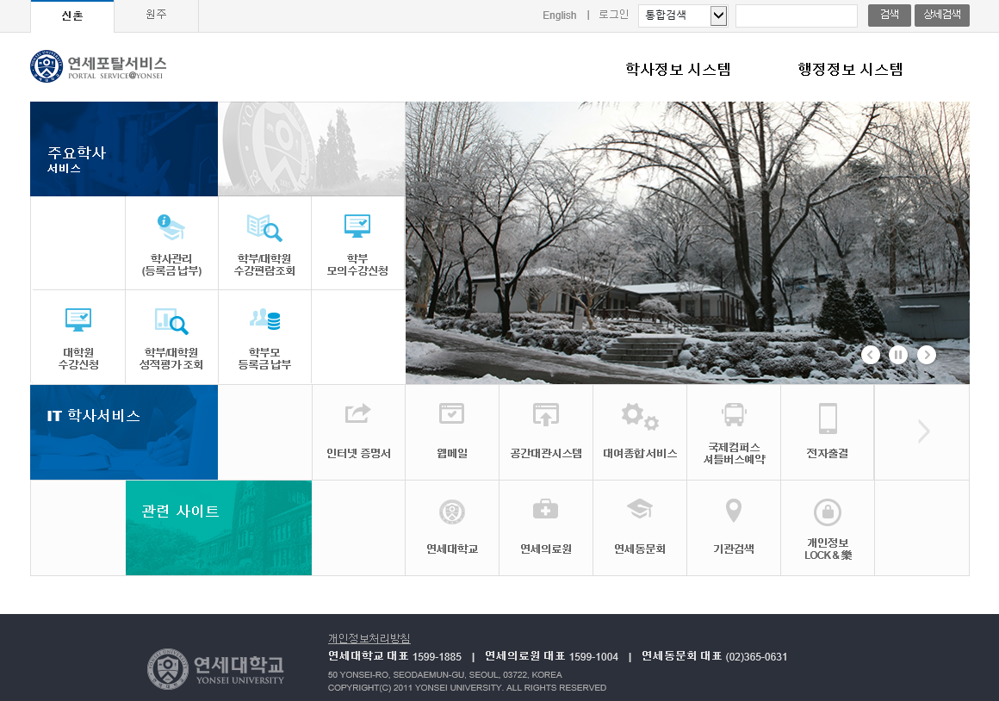 신촌
원주
English | 로그인
통합검색
검색
상세검색
연세포탈서비스
PORTAL SERVICE@YONSEI
학사정보 시스템
행정정보 시스템
주요학사
서비스
학사관리
(등록금 납부)
학부/대학원
수강편람조회
학부
모의수강신청
대학원
수강신청
학부/대학원
성적평가 조회
학부모
등록금 납부
IT 학사서비스
인터넷 증명서
웹메일
공간대관시스템
대여종합 서비스
국제캠퍼스
셔틀버스예약
전자출결
관련 사이트
연세대학교
연세의료원
연세동문회
기관검색
개인정보
LOCK & 樂
개인정보처리방침
연세대학교 대표 1599-1885 | 연세의료원 대표 1599-1004 | 연세동문회 대표 (02)365-0631
연세대학교
YONSEI UNIVERSITY
50 YONSEI-RO, SEODAEMUN-GU, SEOUL, 03722, KOREA
COPYRIGHT(C) 2011 YONSEI UNIVERSITY. ALL RIGHTS RESERVED